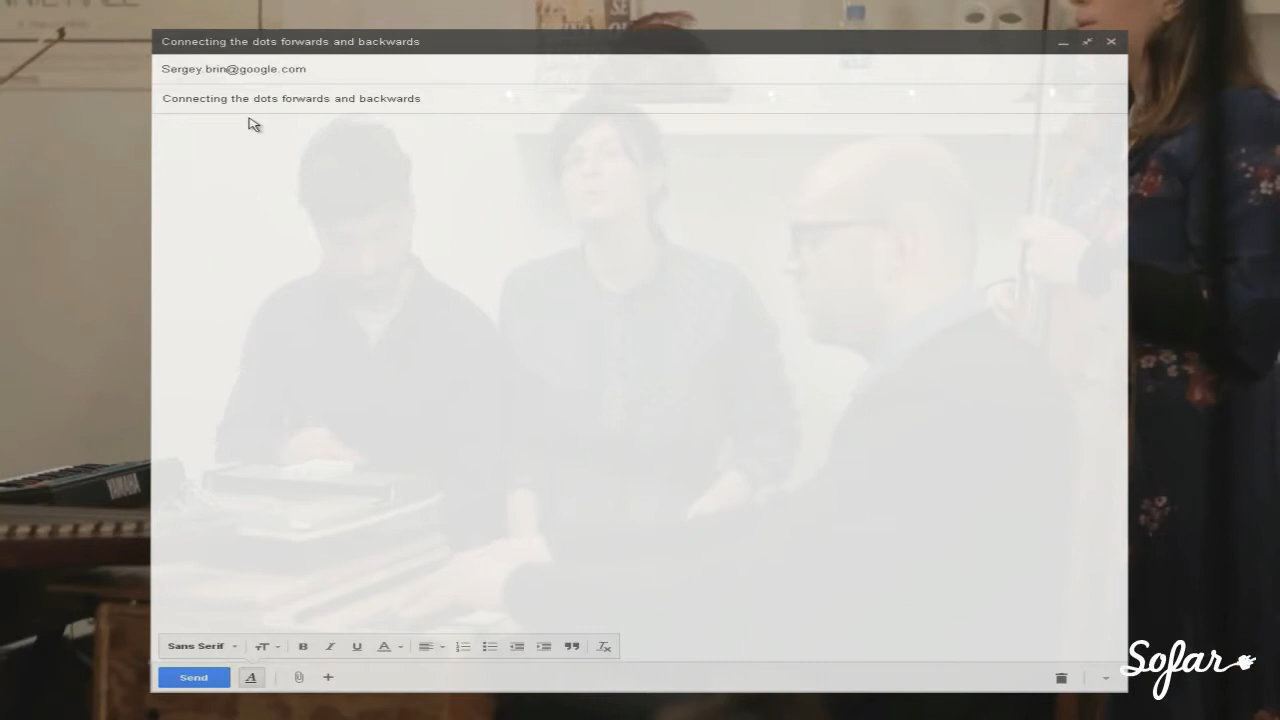 Connecting the dots forwards and backwards
Sergey.brin@google.com
Connecting the dots forwards and backwards
YAMAHA
Sans Serif
Send
Sofar